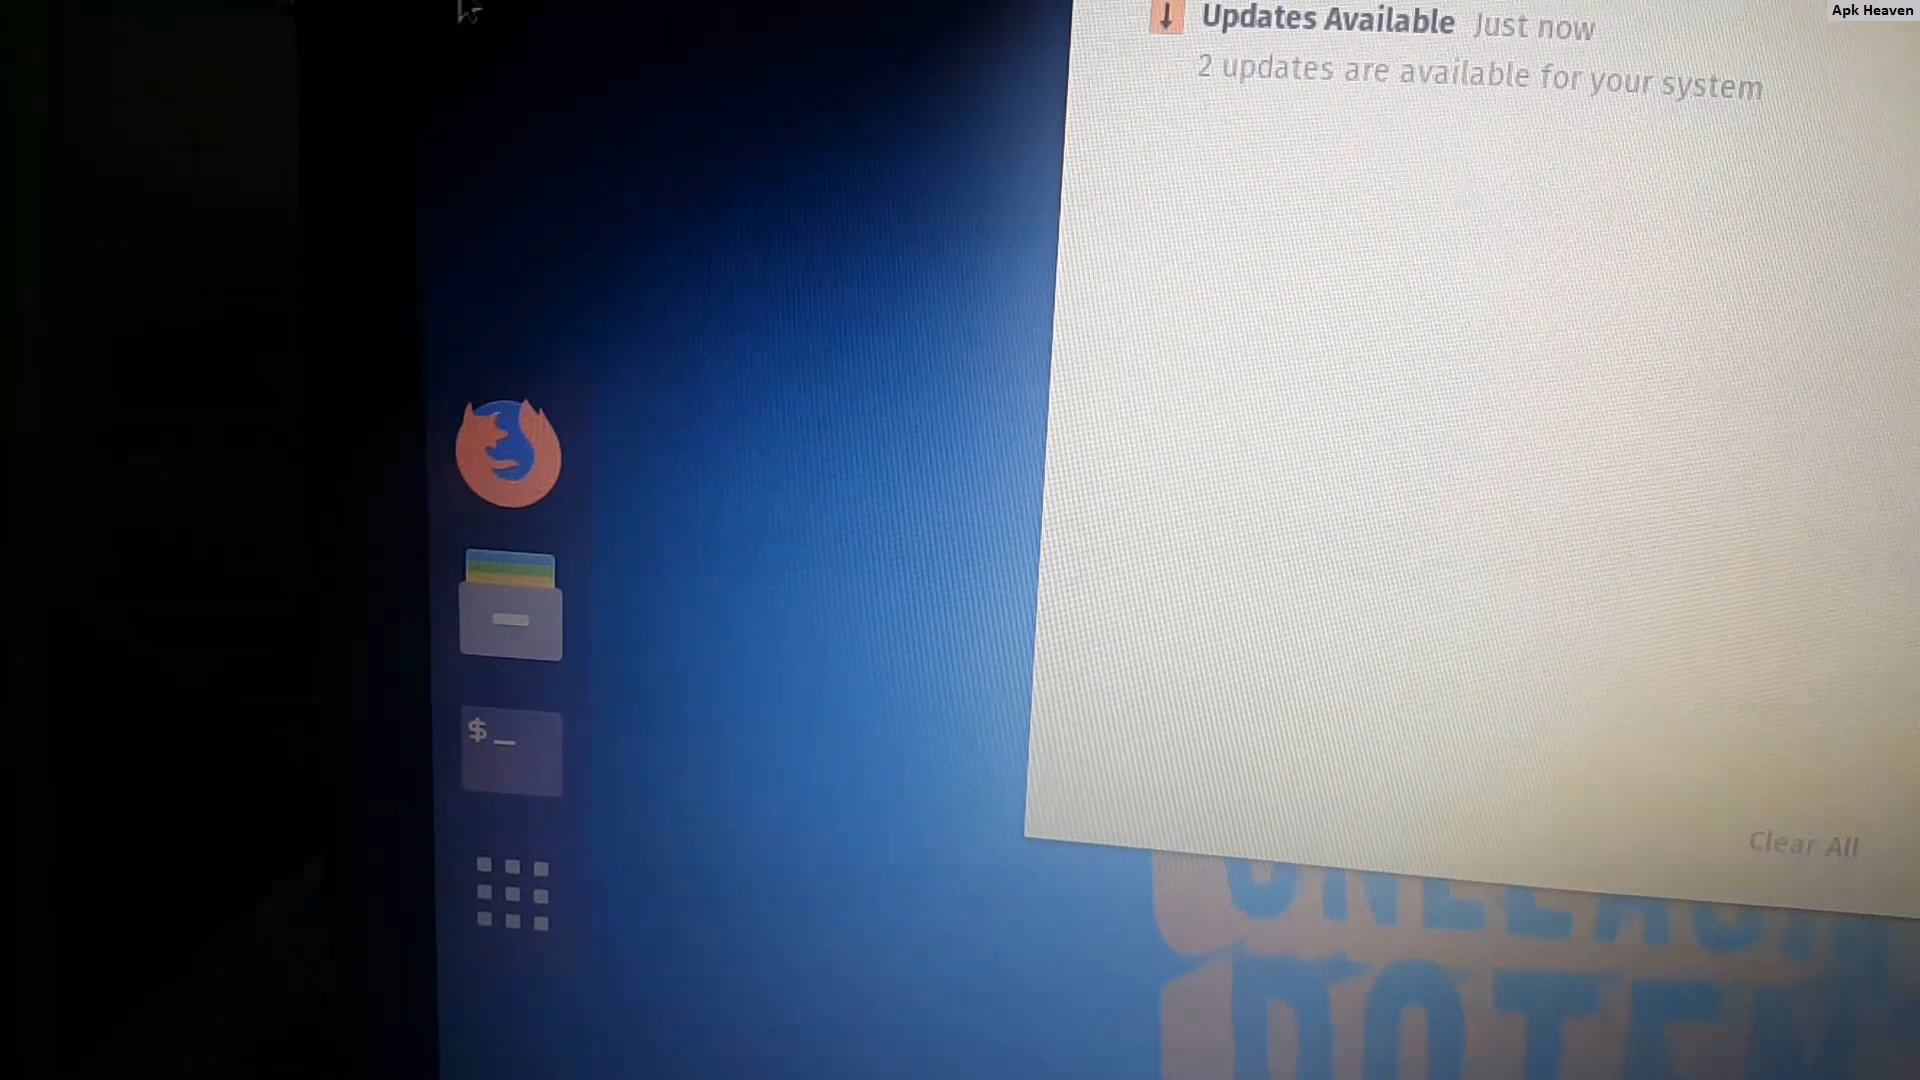 Apk Heaven
Updates Available Just now
2 updates are available for your system
$_
Clear All